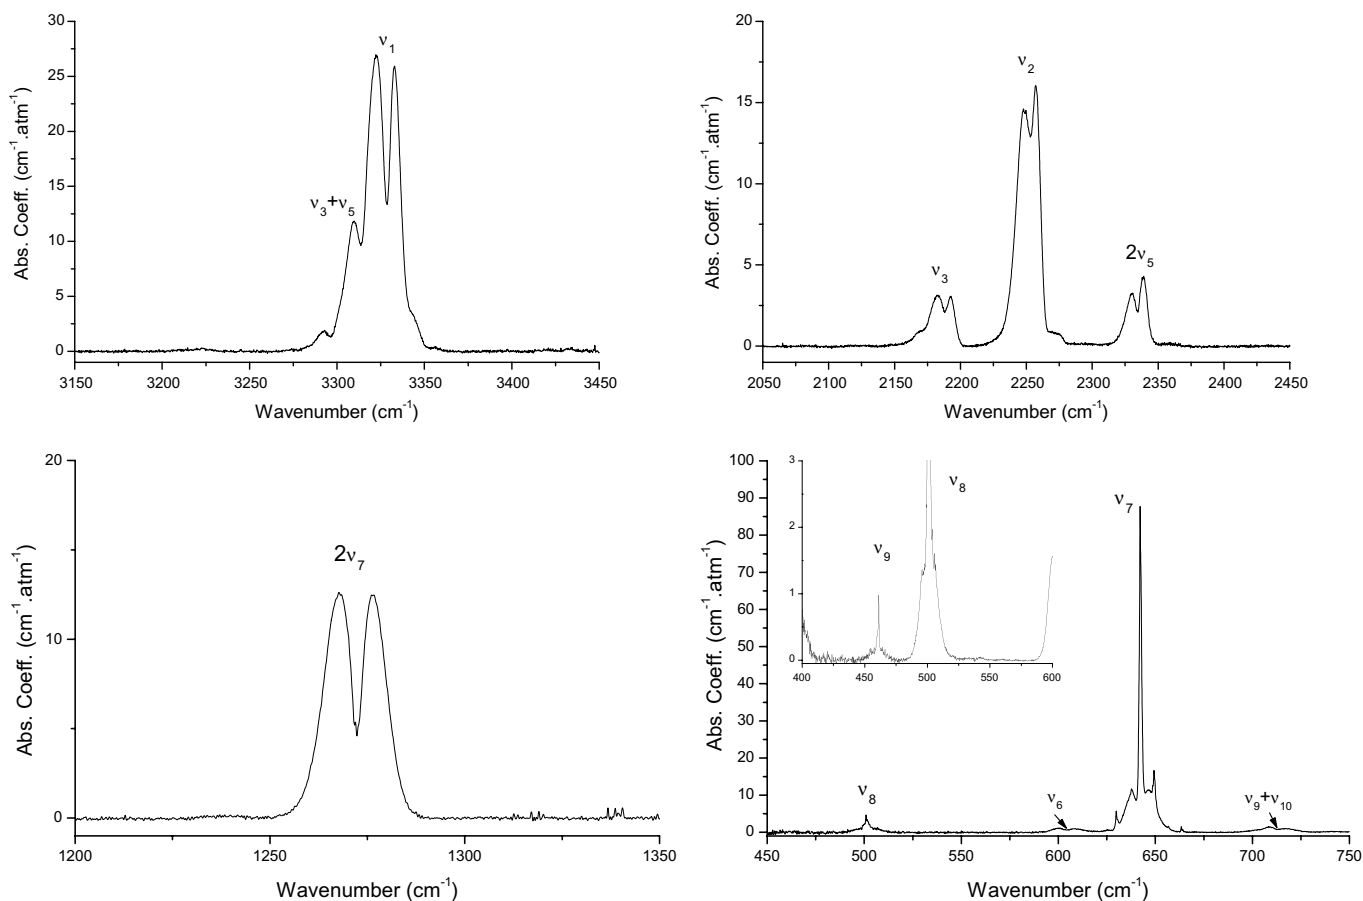 30
25
20
15
10
5
0
Abs. Coeff. (cm⁻¹.atm⁻¹)
ν₁
ν₃+ν₅
3150 3200 3250 3300 3350 3400 3450
Wavenumber (cm⁻¹)
20
15
10
5
0
Abs. Coeff. (cm⁻¹.atm⁻¹)
ν₂
ν₃
2ν₅
2050 2100 2150 2200 2250 2300 2350 2400 2450
Wavenumber (cm⁻¹)
20
10
0
Abs. Coeff. (cm⁻¹.atm⁻¹)
2ν₇
1200 1250 1300 1350
Wavenumber (cm⁻¹)
100
90
80
70
60
50
40
30
20
10
0
Abs. Coeff. (cm⁻¹.atm⁻¹)
3
2
1
0
ν₉
ν₈
400 450 500 550 600
ν₇
ν₈
ν₆
ν₉+ν₁₀
450 500 550 600 650 700 750
Wavenumber (cm⁻¹)